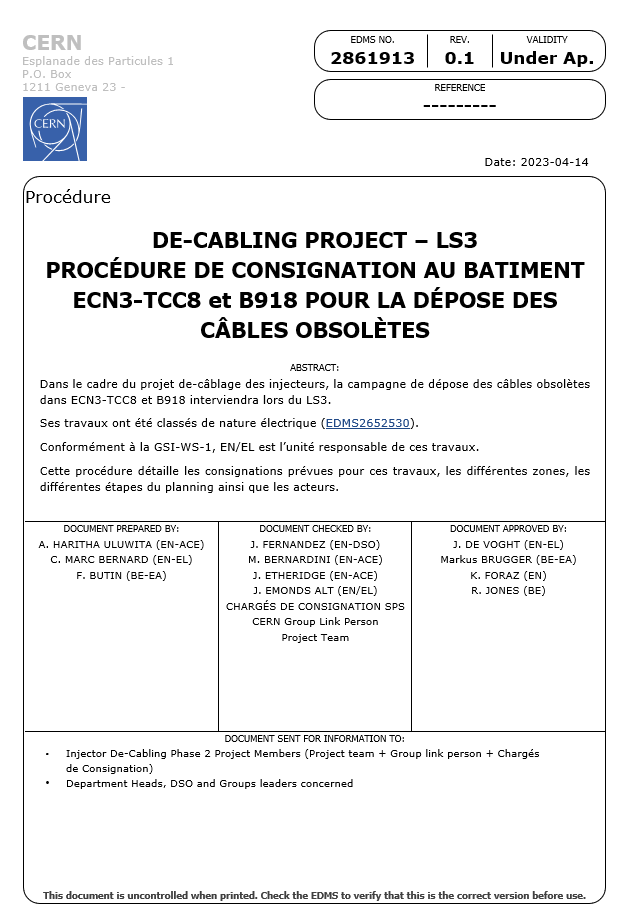 CERN
Esplanade des Particules 1
P.O. Box
1211 Geneva 23 -
CERN
EDMS NO.
2861913
REV.
0.1
VALIDITY
Under Ap.
REFERENCE
---------
Date: 2023-04-14
Procédure
DE-CABLING PROJECT – LS3
PROCÉDURE DE CONSIGNATION AU BATIMENT
ECN3-TCC8 et B918 POUR LA DÉPOSE DES
CÂBLES OBSOLÈTES
ABSTRACT:
Dans le cadre du projet de-câblage des injecteurs, la campagne de dépose des câbles obsolètes
dans ECN3-TCC8 et B918 interviendra lors du LS3.
Ses travaux ont été classés de nature électrique (EDMS2652530).
Conformément à la GSI-WS-1, EN/EL est l’unité responsable de ces travaux.
Cette procédure détaille les consignations prévues pour ces travaux, les différentes zones, les
différentes étapes du planning ainsi que les acteurs.
DOCUMENT PREPARED BY:
A. HARITHA ULUWITA (EN-ACE)
C. MARC BERNARD (EN-EL)
F. BUTIN (BE-EA)
DOCUMENT CHECKED BY:
J. FERNANDEZ (EN-DSO)
M. BERNARDINI (EN-ACE)
J. ETHERIDGE (EN-ACE)
J. EMONDS ALT (EN/EL)
CHARGÉS DE CONSIGNATION SPS
CERN Group Link Person
Project Team
DOCUMENT APPROVED BY:
J. DE VOGHT (EN-EL)
Markus BRUGGER (BE-EA)
K. FORAZ (EN)
R. JONES (BE)
DOCUMENT SENT FOR INFORMATION TO:
• Injector De-Cabling Phase 2 Project Members (Project team + Group link person + Chargés
de Consignation)
• Department Heads, DSO and Groups leaders concerned
This document is uncontrolled when printed. Check the EDMS to verify that this is the correct version before use.